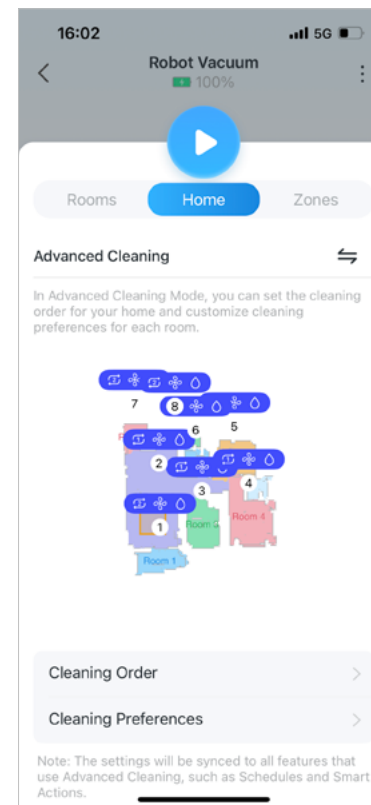 16:02 5G
Robot Vacuum
100%
Rooms Home Zones
Advanced Cleaning
In Advanced Cleaning Mode, you can set the cleaning
order for your home and customize cleaning
preferences for each room.
7 8 5
6
2
3 4
Room 4
1
Room 1
Cleaning Order
Cleaning Preferences
Note: The settings will be synced to all features that
use Advanced Cleaning, such as Schedules and Smart
Actions.